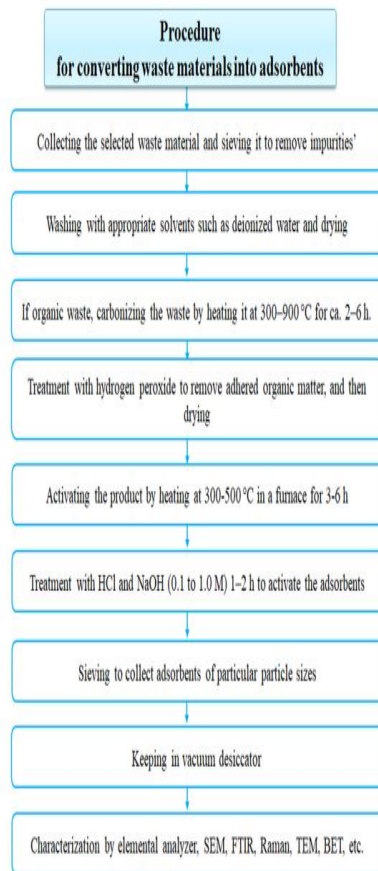 Procedure
for converting waste materials into adsorbents
Collecting the selected waste material and sieving it to remove impurities’
Washing with appropriate solvents such as deionized water and drying
If organic waste, carbonizing the waste by heating it at 300–900 °C for ca. 2–6 h.
Treatment with hydrogen peroxide to remove adhered organic matter, and then
drying
Activating the product by heating at 300-500 °C in a furnace for 3-6 h
Treatment with HCl and NaOH (0.1 to 1.0 M) 1–2 h to activate the adsorbents
Sieving to collect adsorbents of particular particle sizes
Keeping in vacuum desiccator
Characterization by elemental analyzer, SEM, FTIR, Raman, TEM, BET, etc.